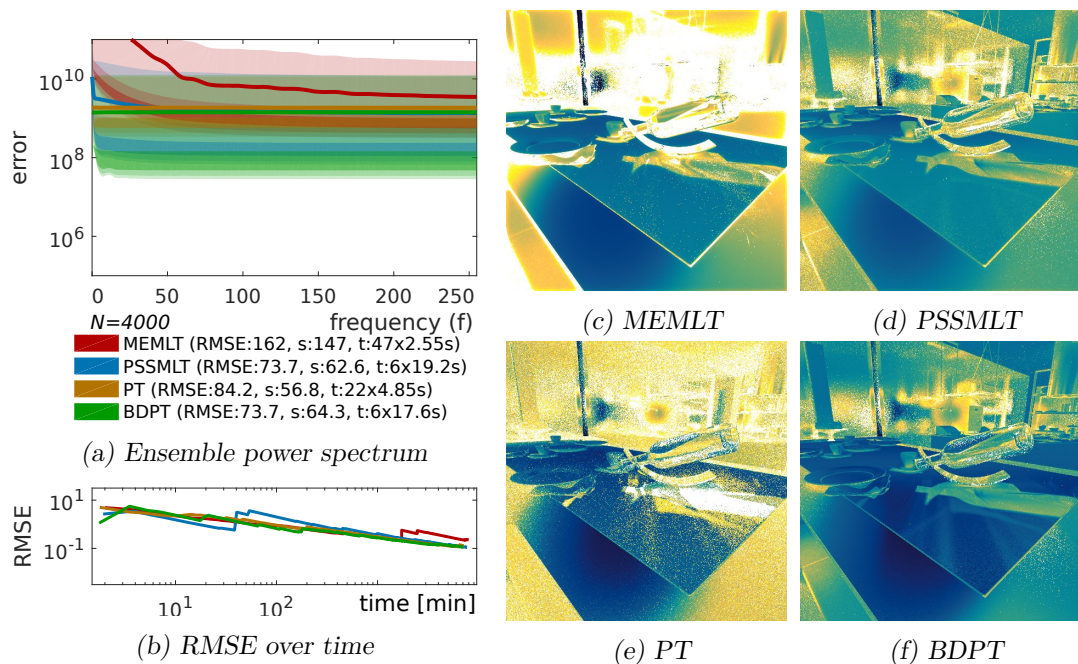 10^10
10^8
10^6
error
0 50 100 150 200 250
N=4000 frequency (f)
MEMLT (RMSE:162, s:147, t:47x2.55s)
PSSMLT (RMSE:73.7, s:62.6, t:6x19.2s)
PT (RMSE:84.2, s:56.8, t:22x4.85s)
BDPT (RMSE:73.7, s:64.3, t:6x17.6s)
(a) Ensemble power spectrum
10^1
10^-1
RMSE
10^1 10^2
time [min]
(b) RMSE over time
(c) MEMLT
(d) PSSMLT
(e) PT
(f) BDPT